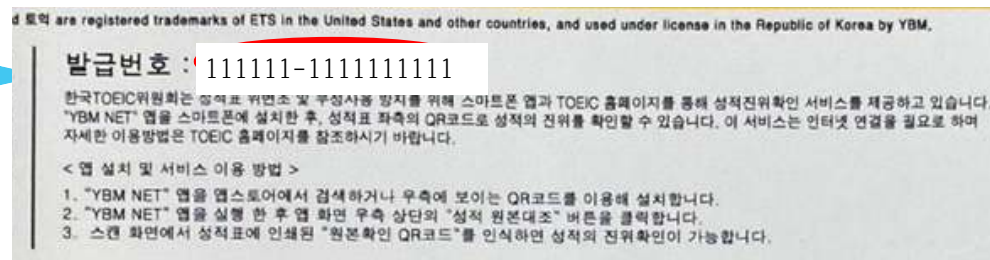 d 토익 are registered trademarks of ETS in the United States and other countries, and used under license in the Republic of Korea by YBM.
발급번호 : 111111-1111111111
한국TOEIC위원회는 성적표 위변조 및 부정사용 방지를 위해 스마트폰 앱과 TOEIC 홈페이지를 통해 성적진위확인 서비스를 제공하고 있습니다.
"YBM NET" 앱을 스마트폰에 설치한 후, 성적표 좌측의 QR코드로 성적의 진위를 확인할 수 있습니다. 이 서비스는 인터넷 연결을 필요로 하며
자세한 이용방법은 TOEIC 홈페이지를 참조하시기 바랍니다.
< 앱 설치 및 서비스 이용 방법 >
1. "YBM NET" 앱을 앱스토어에서 검색하거나 우측에 보이는 QR코드를 이용해 설치합니다.
2. "YBM NET" 앱을 실행 한 후 앱 화면 우측 상단의 "성적 원본대조" 버튼을 클릭합니다.
3. 스캔 화면에서 성적표에 인쇄된 "원본확인 QR코드"를 인식하면 성적의 진위확인이 가능합니다.